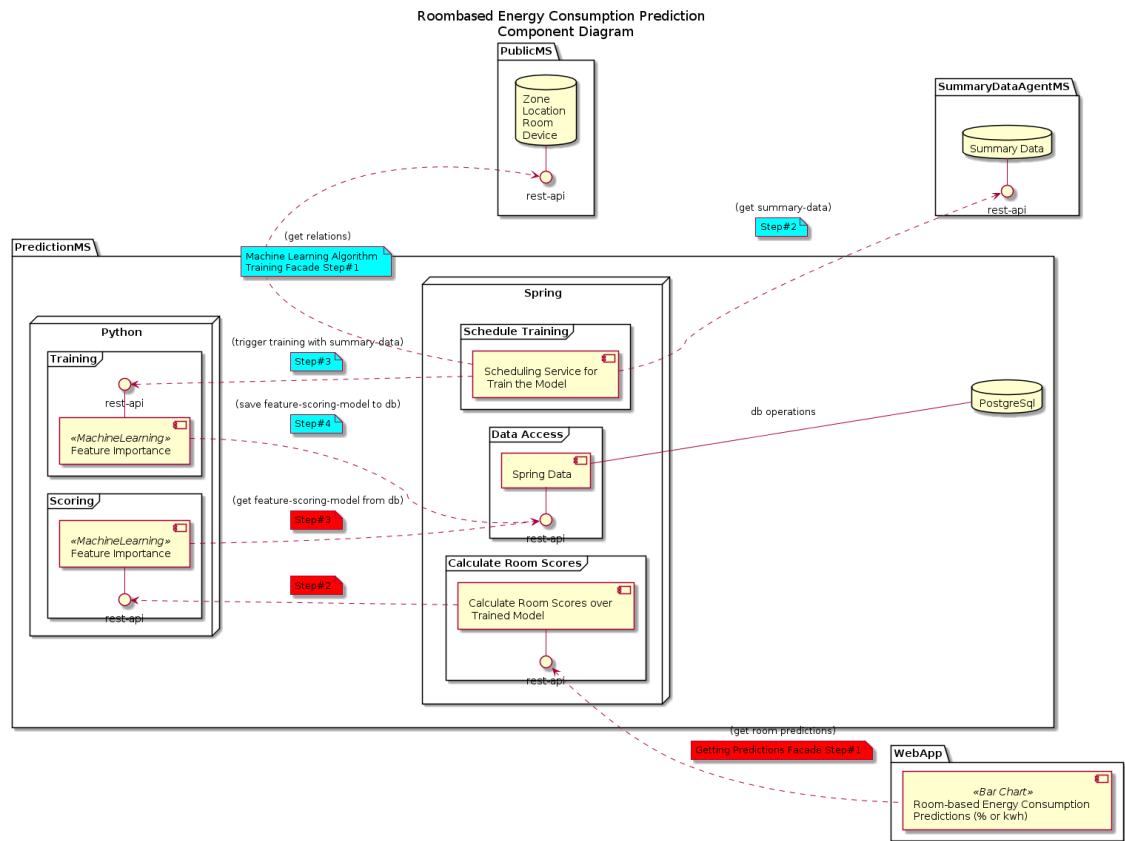 Roombased Energy Consumption Prediction
Component Diagram
PublicMS
Zone
Location
Room
Device
rest-api
SummaryDataAgentMS
Summary Data
rest-api
(get summary-data)
Step#2
(get relations)
Machine Learning Algorithm
Training Facade Step#1
PredictionMS
Python
Training
rest-api
«MachineLearning»
Feature Importance
Scoring
«MachineLearning»
Feature Importance
rest-api
(trigger training with summary-data)
Step#3
(save feature-scoring-model to db)
Step#4
(get feature-scoring-model from db)
Step#3
Step#2
Spring
Schedule Training
Scheduling Service for
Train the Model
Data Access
Spring Data
rest-api
Calculate Room Scores
Calculate Room Scores over
Trained Model
rest-api
db operations
PostgreSql
(get room predictions)
Getting Predictions Facade Step#1
WebApp
«Bar Chart»
Room-based Energy Consumption
Predictions (% or kwh)